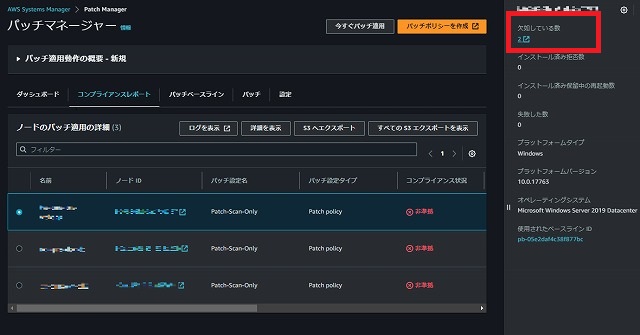 AWS Systems Manager > Patch Manager
パッチマネージャー 情報
今すぐパッチ適用
パッチポリシーを作成
パッチ適用動作の概要 - 新規
ダッシュボード
コンプライアンスレポート
パッチベースライン
パッチ
設定
ノードのパッチ適用の詳細 (3)
ログを表示
詳細を表示
S3 へエクスポート
すべての S3 エクスポートを表示
フィルター
1
名前
ノード ID
パッチ設定名
パッチ設定タイプ
コンプライアンス状況
Patch-Scan-Only
Patch policy
非準拠
Patch-Scan-Only
Patch policy
非準拠
Patch-Scan-Only
Patch policy
非準拠
欠如している数
2
インストール済み拒否数
0
インストール済み保留中の再起動数
0
失敗した数
0
プラットフォームタイプ
Windows
プラットフォームバージョン
10.0.17763
オペレーティングシステム
Microsoft Windows Server 2019 Datacenter
使用されたベースライン ID
pb-05e2daf4c38f877bc